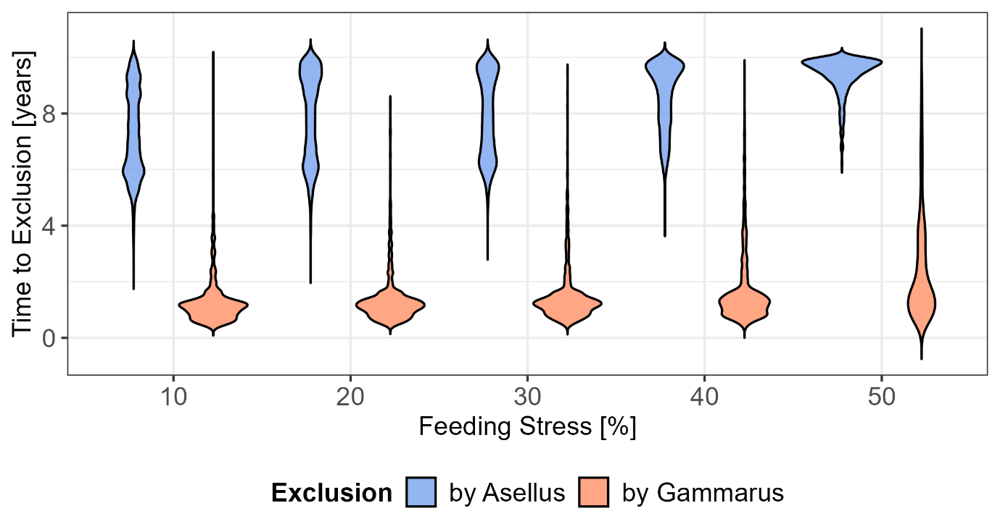 Time to Exclusion [years]
8
4
0
10 20 30 40 50
Feeding Stress [%]
Exclusion by Asellus by Gammarus